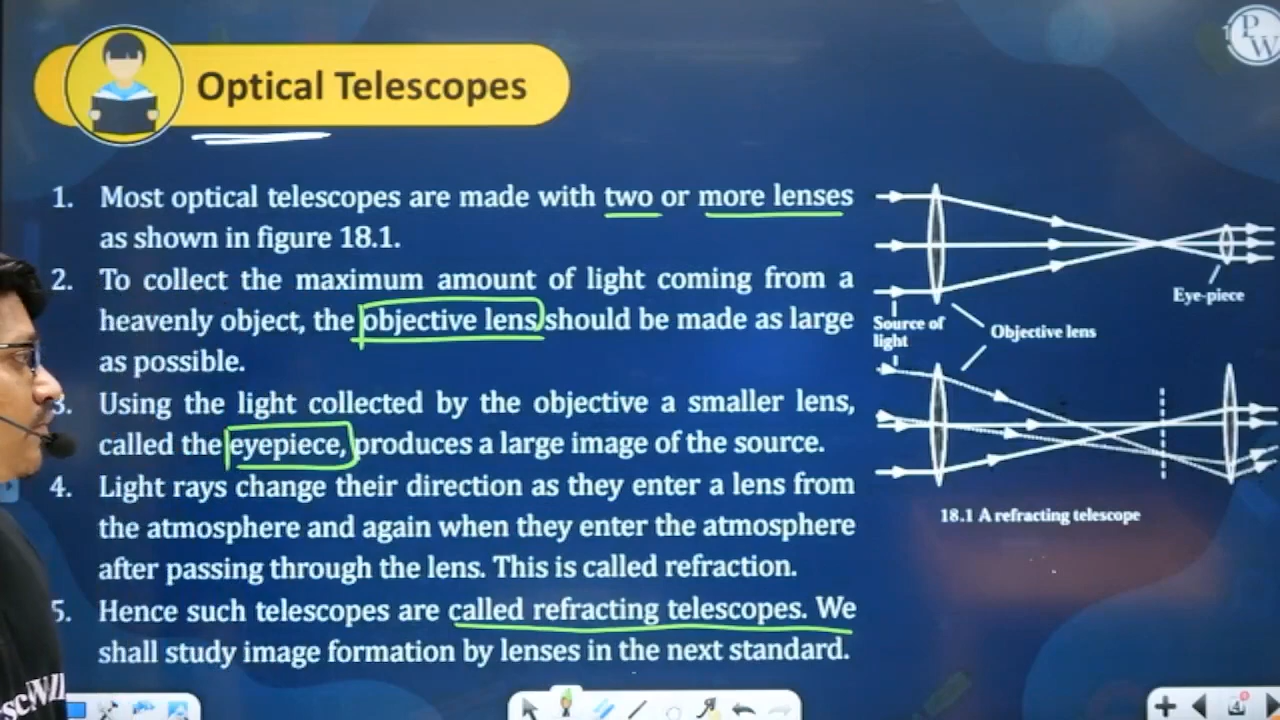 P
W
Optical Telescopes
1. Most optical telescopes are made with two or more lenses
as shown in figure 18.1.
2. To collect the maximum amount of light coming from a
heavenly object, the objective lens should be made as large
as possible.
3. Using the light collected by the objective a smaller lens,
called the eyepiece, produces a large image of the source.
4. Light rays change their direction as they enter a lens from
the atmosphere and again when they enter the atmosphere
after passing through the lens. This is called refraction.
5. Hence such telescopes are called refracting telescopes. We
shall study image formation by lenses in the next standard.
Eye-piece
Source of
light
Objective lens
18.1 A refracting telescope
4